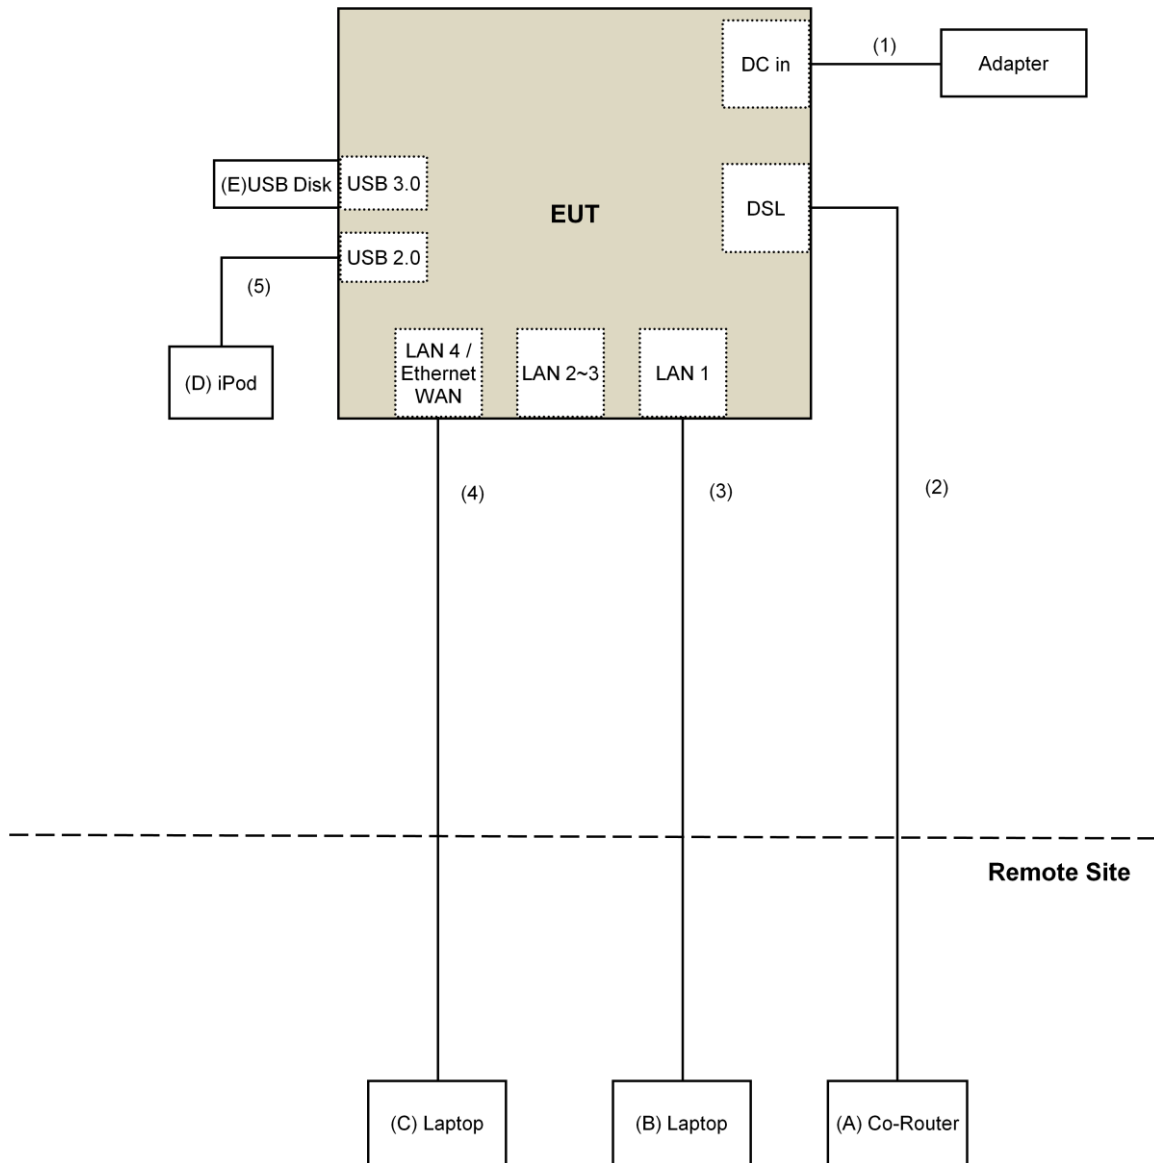 (1)
DC in
Adapter
(E)USB Disk
USB 3.0
DSL
EUT
USB 2.0
(5)
LAN 4 /
Ethernet
WAN
LAN 2~3
LAN 1
(D) iPod
(4)
(3)
(2)
Remote Site
(C) Laptop
(B) Laptop
(A) Co-Router